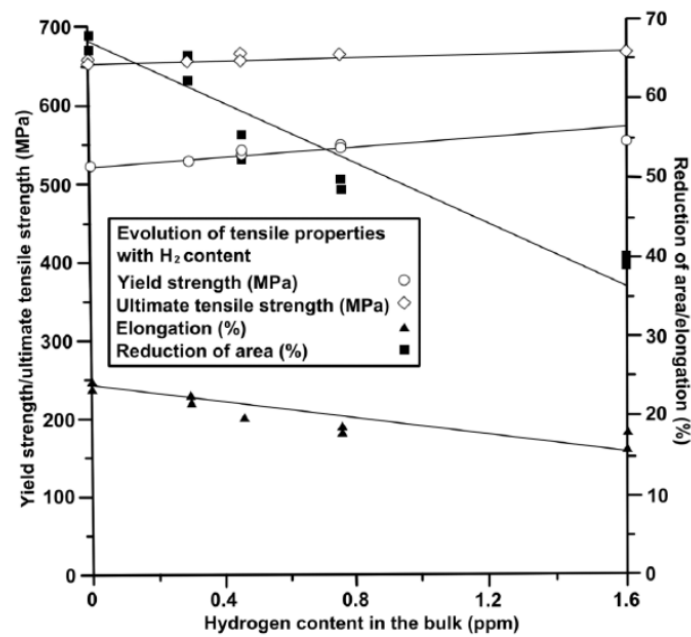 700
600
500
400
300
250
200
100
0
Yield strength/ultimate tensile strength (MPa)
Evolution of tensile properties
with H₂ content
Yield strength (MPa)
Ultimate tensile strength (MPa)
Elongation (%)
Reduction of area (%)
70
60
50
40
30
20
10
0
Reduction of area/elongation (%)
0 0.4 0.8 1.2 1.6
Hydrogen content in the bulk (ppm)